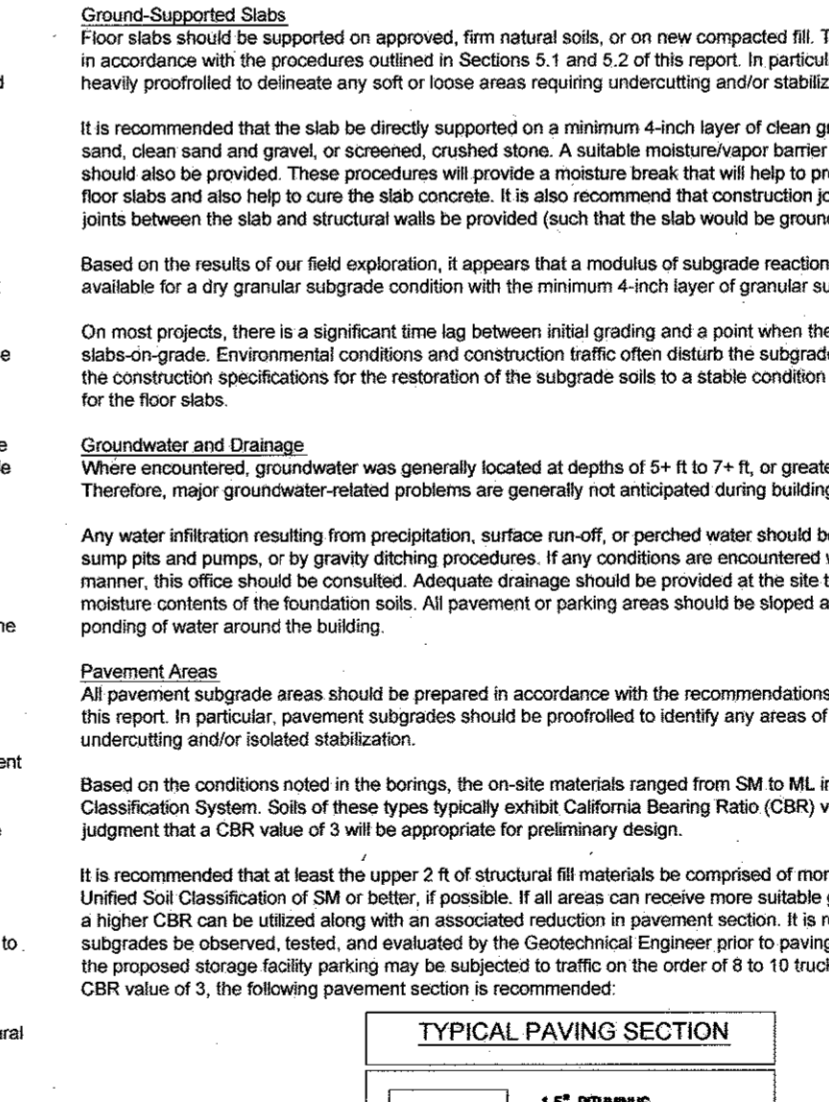 Ground-Supported Slabs
Floor slabs should be supported on approved, firm natural soils, or on new compacted fill. T
in accordance with the procedures outlined in Sections 5.1 and 5.2 of this report. In particul
heavily proofrolled to delineate any soft or loose areas requiring undercutting and/or stabiliz
It is recommended that the slab be directly supported on a minimum 4-inch layer of clean gr
sand, clean sand and gravel, or screened, crushed stone. A suitable moisture/vapor barrier
should also be provided. These procedures will provide a moisture break that will help to pr
floor slabs and also help to cure the slab concrete. It is also recommend that construction jo
joints between the slab and structural walls be provided (such that the slab would be ground
Based on the results of our field exploration, it appears that a modulus of subgrade reaction
available for a dry granular subgrade condition with the minimum 4-inch layer of granular su
On most projects, there is a significant time lag between initial grading and a point when the
e slabs-on-grade. Environmental conditions and construction traffic often disturb the subgrade
the construction specifications for the restoration of the subgrade soils to a stable condition
for the floor slabs.
e Groundwater and Drainage
le Where encountered, groundwater was generally located at depths of 5+ ft to 7+ ft, or greate
Therefore, major groundwater-related problems are generally not anticipated during building
Any water infiltration resulting from precipitation, surface run-off, or perched water should be
sump pits and pumps, or by gravity ditching procedures. If any conditions are encountered w
manner, this office should be consulted. Adequate drainage should be provided at the site t
moisture contents of the foundation soils. All pavement or parking areas should be sloped a
ne ponding of water around the building.
Pavement Areas
All pavement subgrade areas should be prepared in accordance with the recommendations
this report. In particular, pavement subgrades should be proofrolled to identify any areas of
undercutting and/or isolated stabilization.
ent
Based on the conditions noted in the borings, the on-site materials ranged from SM to ML in
Classification System. Soils of these types typically exhibit California Bearing Ratio (CBR) v
judgment that a CBR value of 3 will be appropriate for preliminary design.
It is recommended that at least the upper 2 ft of structural fill materials be comprised of mor
Unified Soil Classification of SM or better, if possible. If all areas can receive more suitable g
a higher CBR can be utilized along with an associated reduction in pavement section. It is r
to subgrades be observed, tested, and evaluated by the Geotechnical Engineer prior to paving
the proposed storage facility parking may be subjected to traffic on the order of 8 to 10 truck
CBR value of 3, the following pavement section is recommended:
ural TYPICAL PAVING SECTION